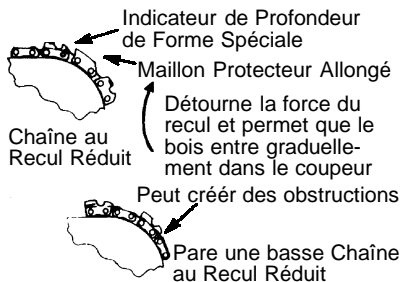 Indicateur de Profondeur
de Forme Spéciale
Maillon Protecteur Allongé
Détourne la force du
recul et permet que le
bois entre graduelle-
ment dans le coupeur
Chaîne au
Recul Réduit
Peut créér des obstructions
Pare une basse Chaîne
au Recul Réduit